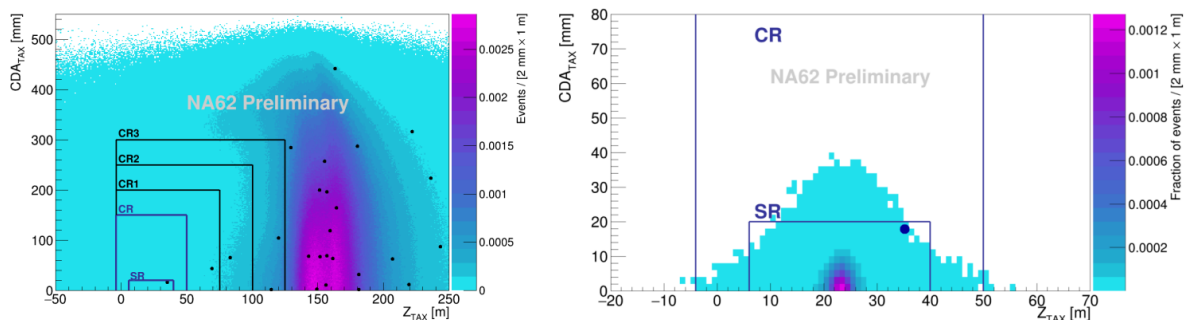 CDA_TAX [mm]
500
400
300
200
100
0
NA62 Preliminary
CR3
CR2
CR1
CR
SR
−50 0 50 100 150 200 250
Z_TAX [m]
0.0025
0.002
0.0015
0.001
0.0005
0
Events / [2 mm × 1 m]
CDA_TAX [mm]
80
70
60
50
40
30
20
10
0
CR
NA62 Preliminary
SR
−20 −10 0 10 20 30 40 50 60 70
Z_TAX [m]
0.0012
0.001
0.0008
0.0006
0.0004
0.0002
Fraction of events / [2 mm × 1 m]